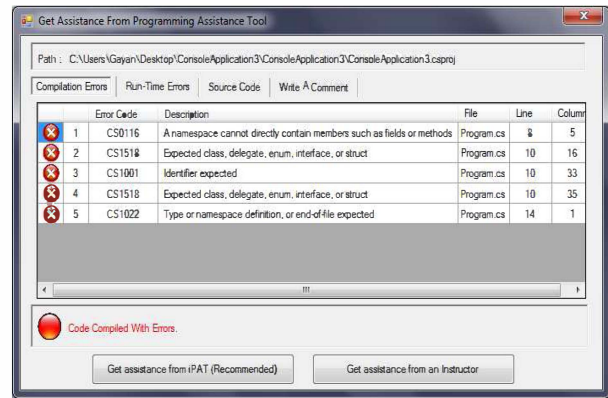 Get Assistance From Programming Assistance Tool
Path : C:\Users\Gayan\Desktop\ConsoleApplication3\ConsoleApplication3\ConsoleApplication3.csproj
Compilation Errors Run-Time Errors Source Code Write A Comment
Error Code Description File Line Column
1 CS0116 A namespace cannot directly contain members such as fields or methods Program.cs 8 5
2 CS1518 Expected class, delegate, enum, interface, or struct Program.cs 10 16
3 CS1001 Identifier expected Program.cs 10 33
4 CS1518 Expected class, delegate, enum, interface, or struct Program.cs 10 35
5 CS1022 Type or namespace definition, or end-of-file expected Program.cs 14 1
Code Compiled With Errors.
Get assistance from iPAT (Recommended) Get assistance from an Instructor